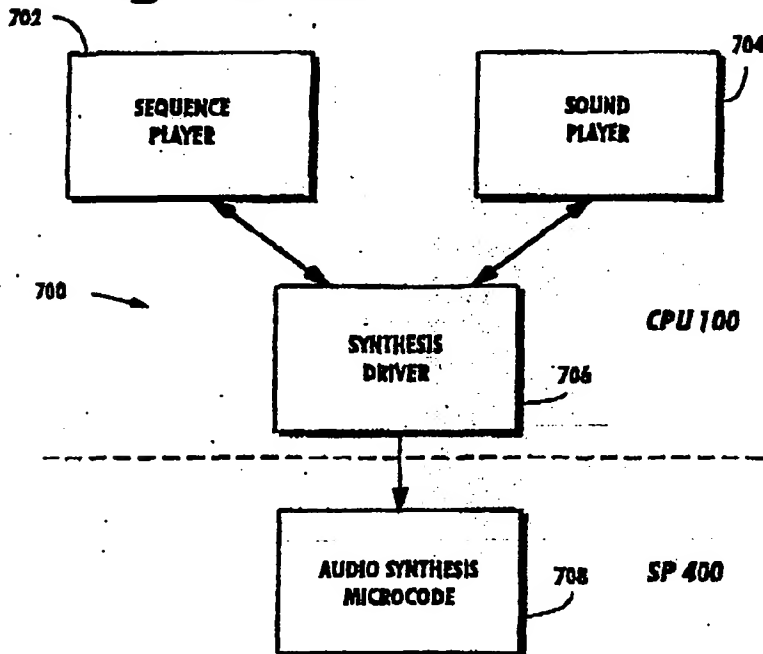 702
704
SEQUENCE
PLAYER
SOUND
PLAYER
700
CPU 100
SYNTHESIS
DRIVER
706
AUDIO SYNTHESIS
MICROCODE
708
SP 400